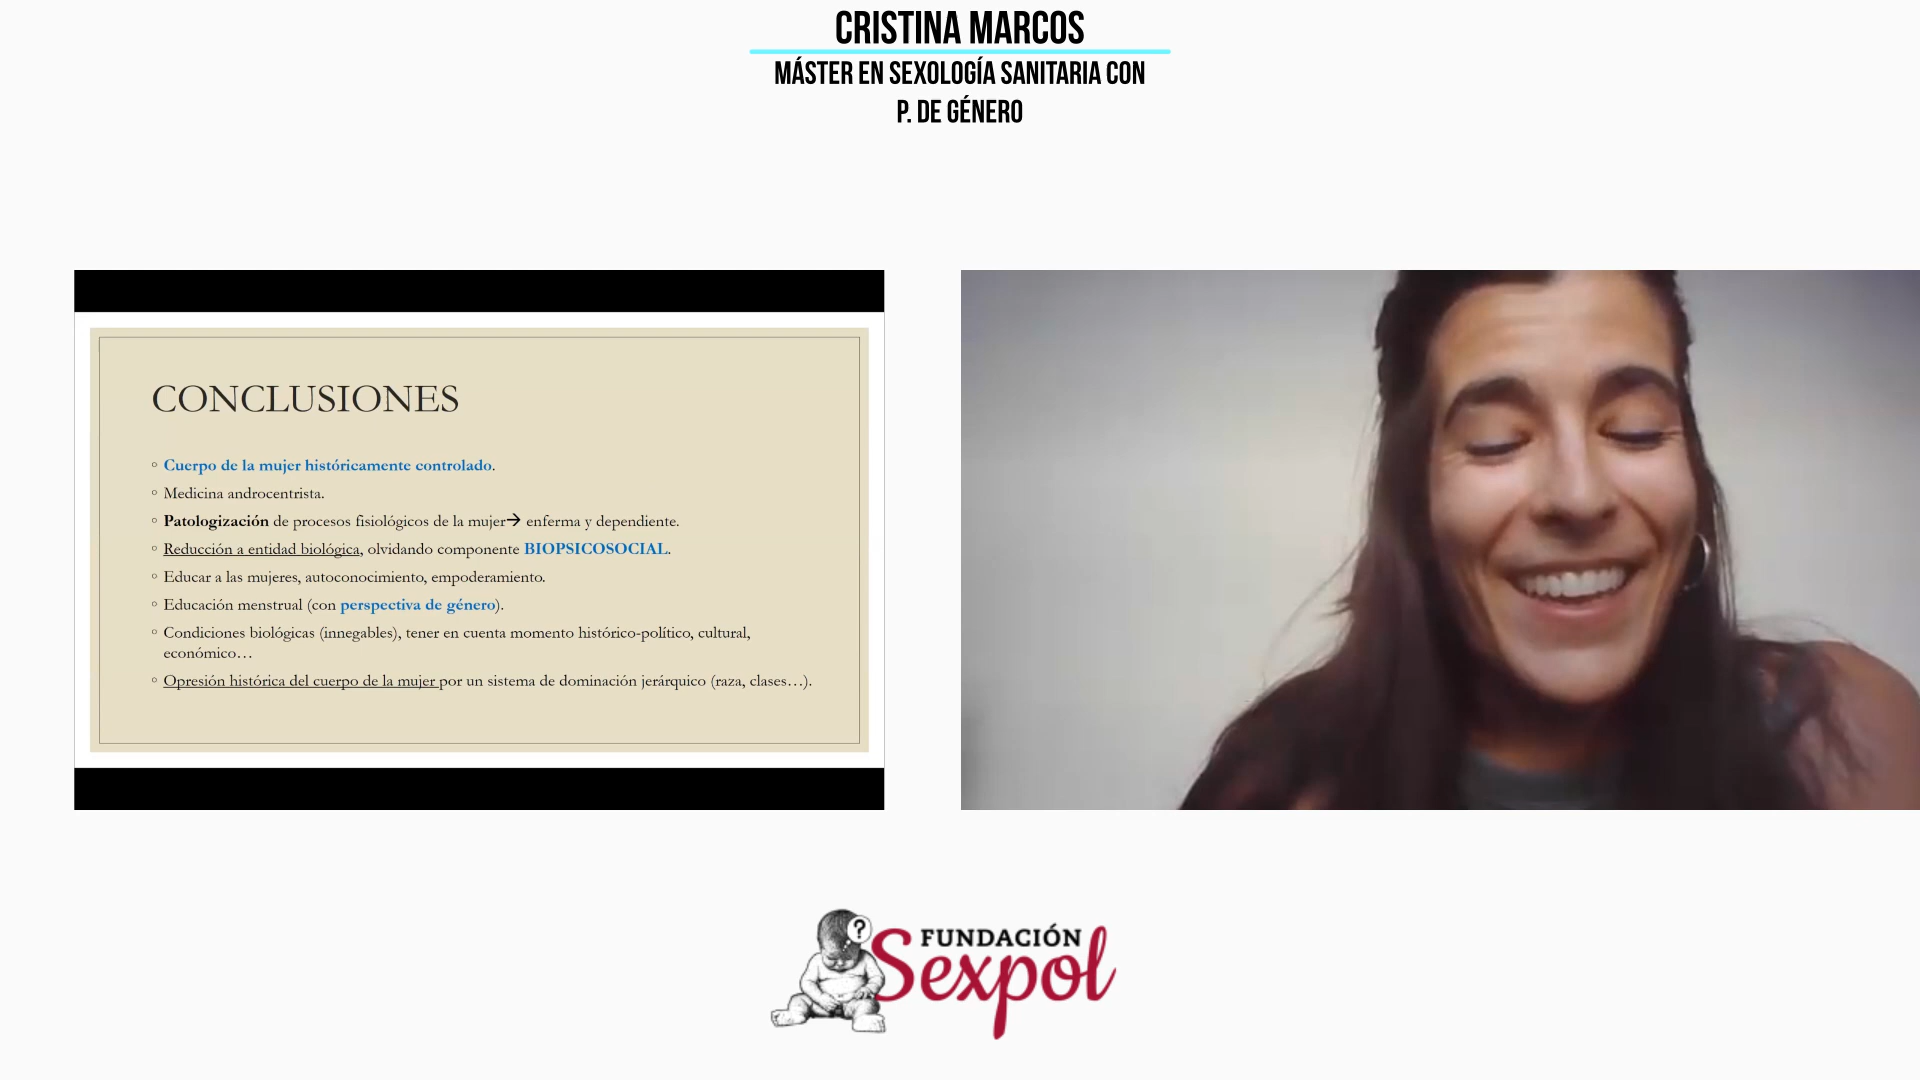 CRISTINA MARCOS
MÁSTER EN SEXOLOGÍA SANITARIA CON
P. DE GÉNERO
CONCLUSIONES
◦ Cuerpo de la mujer históricamente controlado.
◦ Medicina androcentrista.
◦ Patologización de procesos fisiológicos de la mujer→ enferma y dependiente.
◦ Reducción a entidad biológica, olvidando componente BIOPSICOSOCIAL.
◦ Educar a las mujeres, autoconocimiento, empoderamiento.
◦ Educación menstrual (con perspectiva de género).
◦ Condiciones biológicas (innegables), tener en cuenta momento histórico-político, cultural,
económico…
◦ Opresión histórica del cuerpo de la mujer por un sistema de dominación jerárquico (raza, clases…).
?
FUNDACIÓN
Sexpol